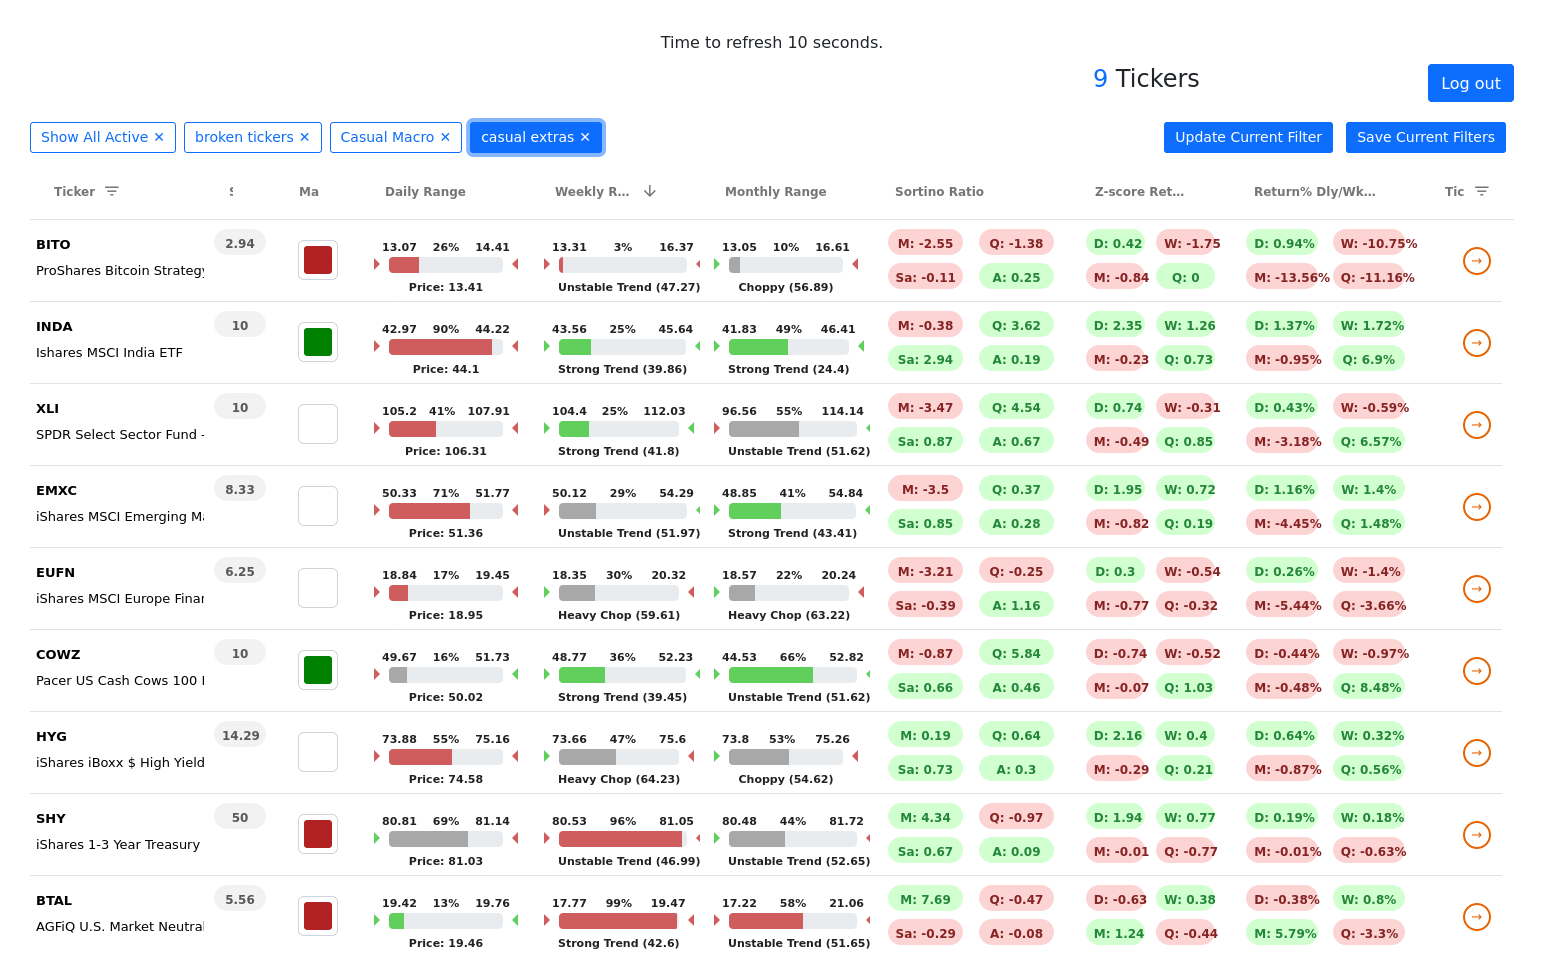 Time to refresh 10 seconds.
9 Tickers
Log out
Show All Active ✕ broken tickers ✕ Casual Macro ✕ casual extras ✕ Update Current Filter Save Current Filters
Ticker Ma Daily Range Weekly R... Monthly Range Sortino Ratio Z-score Ret... Return% Dly/Wk... Tic
BITO 2.94 13.07 26% 14.41 13.31 3% 16.37 13.05 10% 16.61 M: -2.55 Q: -1.38 D: 0.42 W: -1.75 D: 0.94% W: -10.75%
ProShares Bitcoin Strategy Price: 13.41 Unstable Trend (47.27) Choppy (56.89) Sa: -0.11 A: 0.25 M: -0.84 Q: 0 M: -13.56% Q: -11.16% →
INDA 10 42.97 90% 44.22 43.56 25% 45.64 41.83 49% 46.41 M: -0.38 Q: 3.62 D: 2.35 W: 1.26 D: 1.37% W: 1.72%
Ishares MSCI India ETF Price: 44.1 Strong Trend (39.86) Strong Trend (24.4) Sa: 2.94 A: 0.19 M: -0.23 Q: 0.73 M: -0.95% Q: 6.9% →
XLI 10 105.2 41% 107.91 104.4 25% 112.03 96.56 55% 114.14 M: -3.47 Q: 4.54 D: 0.74 W: -0.31 D: 0.43% W: -0.59%
SPDR Select Sector Fund - Price: 106.31 Strong Trend (41.8) Unstable Trend (51.62) Sa: 0.87 A: 0.67 M: -0.49 Q: 0.85 M: -3.18% Q: 6.57% →
EMXC 8.33 50.33 71% 51.77 50.12 29% 54.29 48.85 41% 54.84 M: -3.5 Q: 0.37 D: 1.95 W: 0.72 D: 1.16% W: 1.4%
iShares MSCI Emerging Price: 51.36 Unstable Trend (51.97) Strong Trend (43.41) Sa: 0.85 A: 0.28 M: -0.82 Q: 0.19 M: -4.45% Q: 1.48% →
EUFN 6.25 18.84 17% 19.45 18.35 30% 20.32 18.57 22% 20.24 M: -3.21 Q: -0.25 D: 0.3 W: -0.54 D: 0.26% W: -1.4%
iShares MSCI Europe Finan Price: 18.95 Heavy Chop (59.61) Heavy Chop (63.22) Sa: -0.39 A: 1.16 M: -0.77 Q: -0.32 M: -5.44% Q: -3.66% →
COWZ 10 49.67 16% 51.73 48.77 36% 52.23 44.53 66% 52.82 M: -0.87 Q: 5.84 D: -0.74 W: -0.52 D: -0.44% W: -0.97%
Pacer US Cash Cows 100 Price: 50.02 Strong Trend (39.45) Unstable Trend (51.62) Sa: 0.66 A: 0.46 M: -0.07 Q: 1.03 M: -0.48% Q: 8.48% →
HYG 14.29 73.88 55% 75.16 73.66 47% 75.6 73.8 53% 75.26 M: 0.19 Q: 0.64 D: 2.16 W: 0.4 D: 0.64% W: 0.32%
iShares iBoxx $ High Yield Price: 74.58 Heavy Chop (64.23) Choppy (54.62) Sa: 0.73 A: 0.3 M: -0.29 Q: 0.21 M: -0.87% Q: 0.56% →
SHY 50 80.81 69% 81.14 80.53 96% 81.05 80.48 44% 81.72 M: 4.34 Q: -0.97 D: 1.94 W: 0.77 D: 0.19% W: 0.18%
iShares 1-3 Year Treasury Price: 81.03 Unstable Trend (46.99) Unstable Trend (52.65) Sa: 0.67 A: 0.09 M: -0.01 Q: -0.77 M: -0.01% Q: -0.63% →
BTAL 5.56 19.42 13% 19.76 17.77 99% 19.47 17.22 58% 21.06 M: 7.69 Q: -0.47 D: -0.63 W: 0.38 D: -0.38% W: 0.8%
AGFiQ U.S. Market Neutral Price: 19.46 Strong Trend (42.6) Unstable Trend (51.65) Sa: -0.29 A: -0.08 M: 1.24 Q: -0.44 M: 5.79% Q: -3.3% →